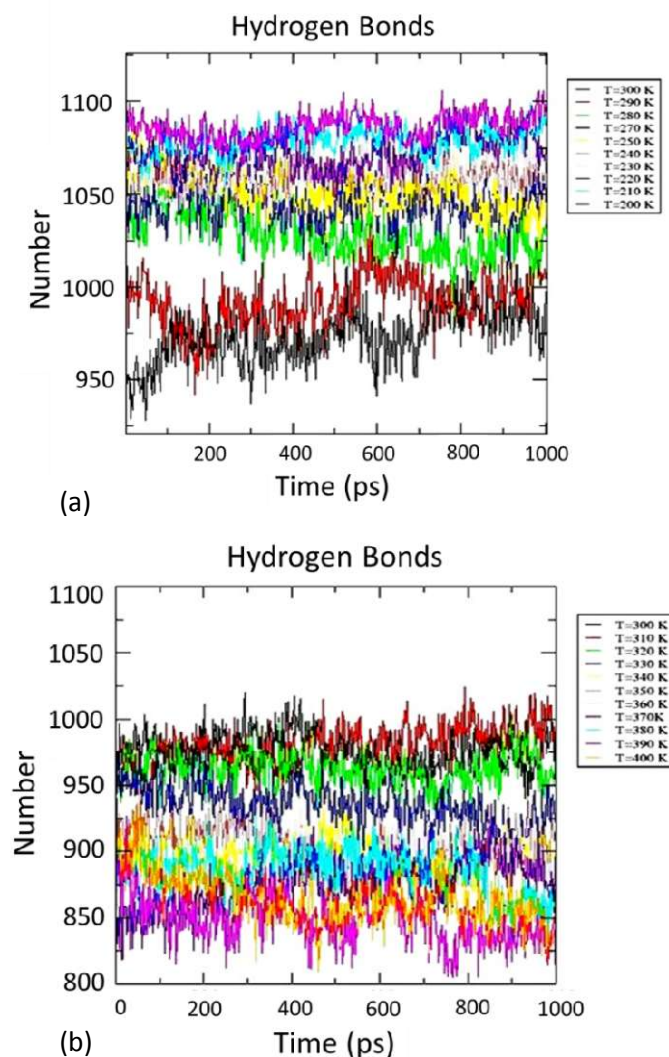 Hydrogen Bonds
1100
1050
1000
950
Number
200
400
600
800
1000
Time (ps)
T=300 K
T=290 K
T=280 K
T=270 K
T=250 K
T=240 K
T=230 K
T=220 K
T=210 K
T=200 K
(a)
Hydrogen Bonds
1100
1050
1000
950
900
850
800
Number
0
200
400
600
800
1000
Time (ps)
T=300 K
T=310 K
T=320 K
T=330 K
T=340 K
T=350 K
T=360 K
T=370K
T=380 K
T=390 K
T=400 K
(b)